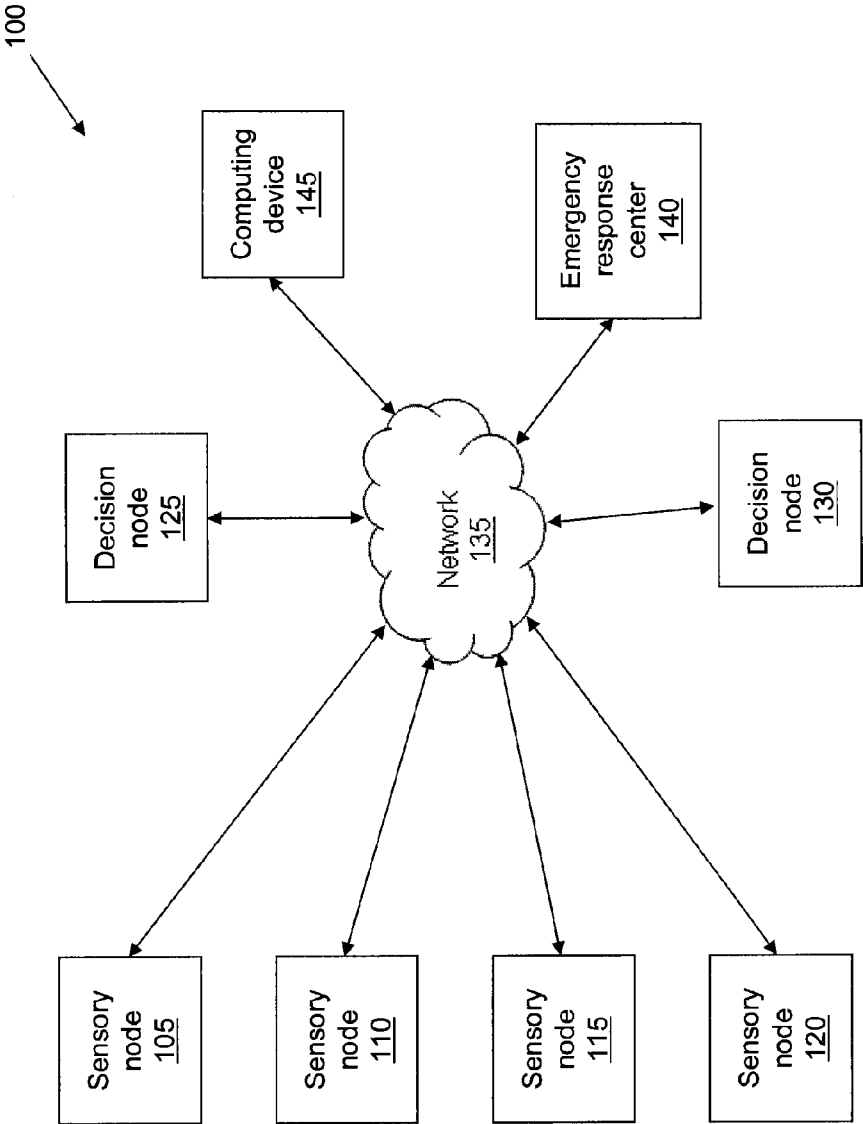 100
Sensory
node
105
Sensory
node
110
Sensory
node
115
Sensory
node
120
Decision
node
125
Network
135
Decision
node
130
Computing
device
145
Emergency
response
center
140